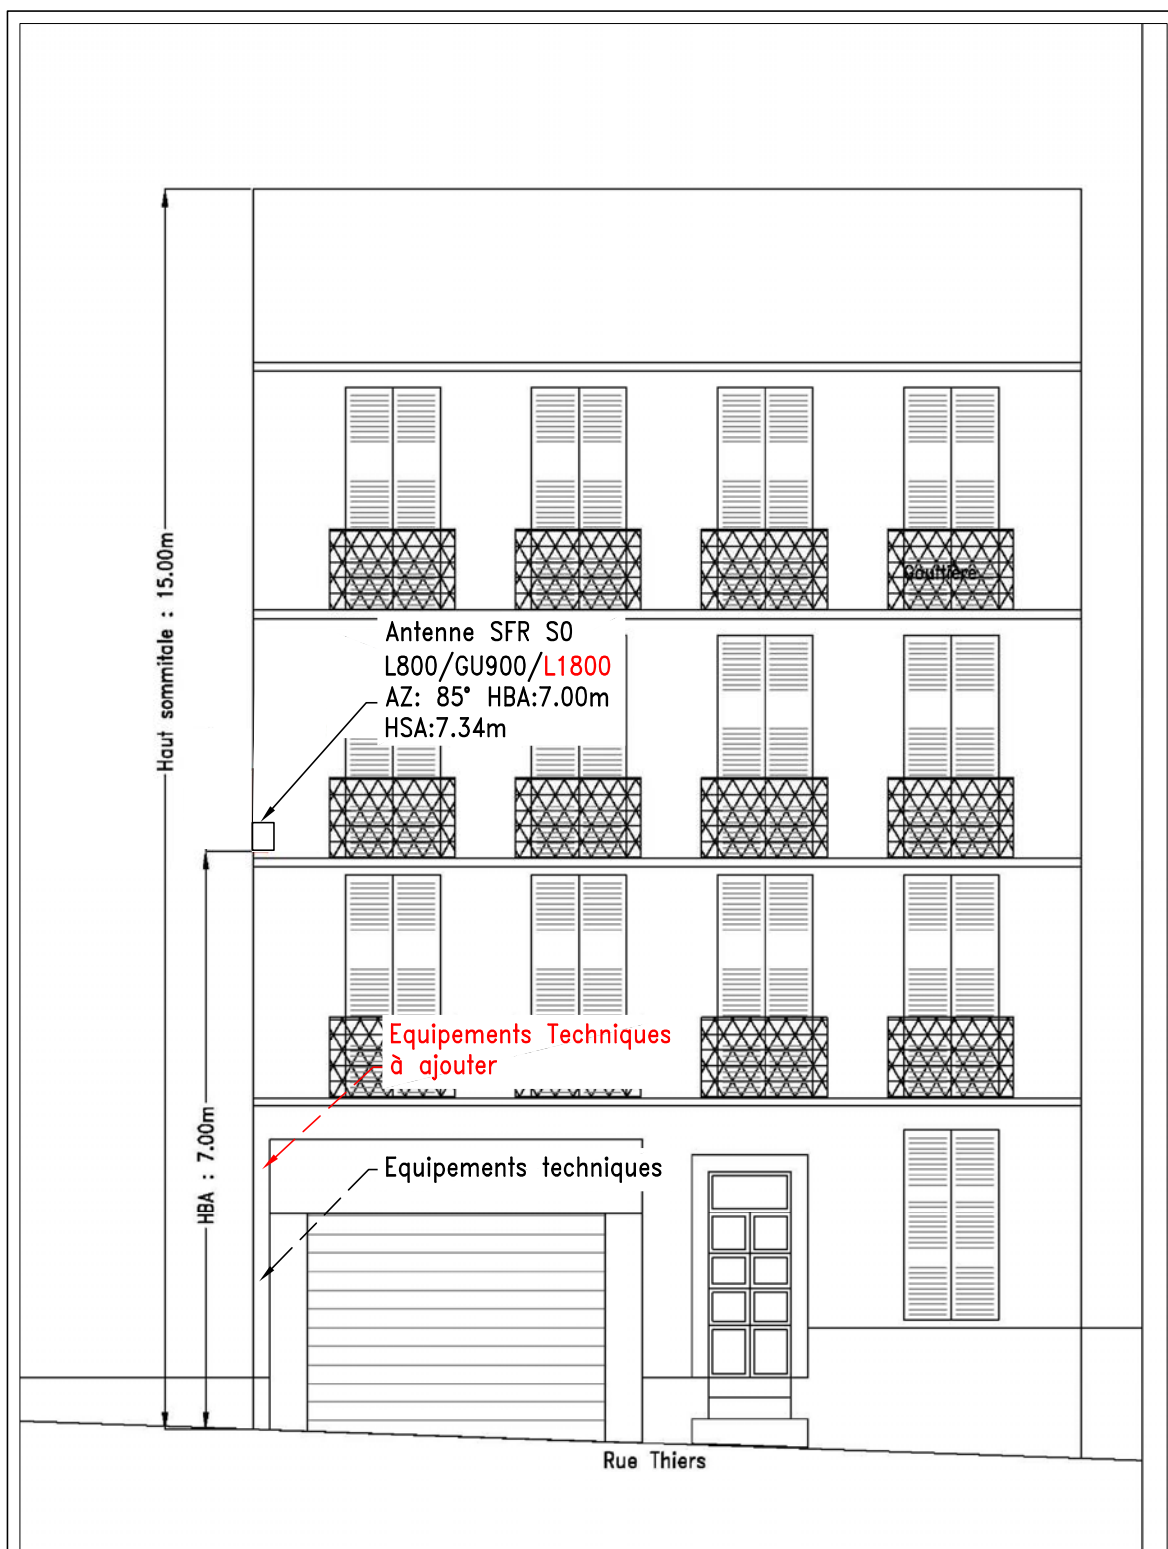 Haut sommitale : 15.00m
Gouttière
Antenne SFR S0
L800/GU900/L1800
AZ: 85° HBA:7.00m
HSA:7.34m
Equipements Techniques
à ajouter
HBA : 7.00m
Equipements techniques
Rue Thiers